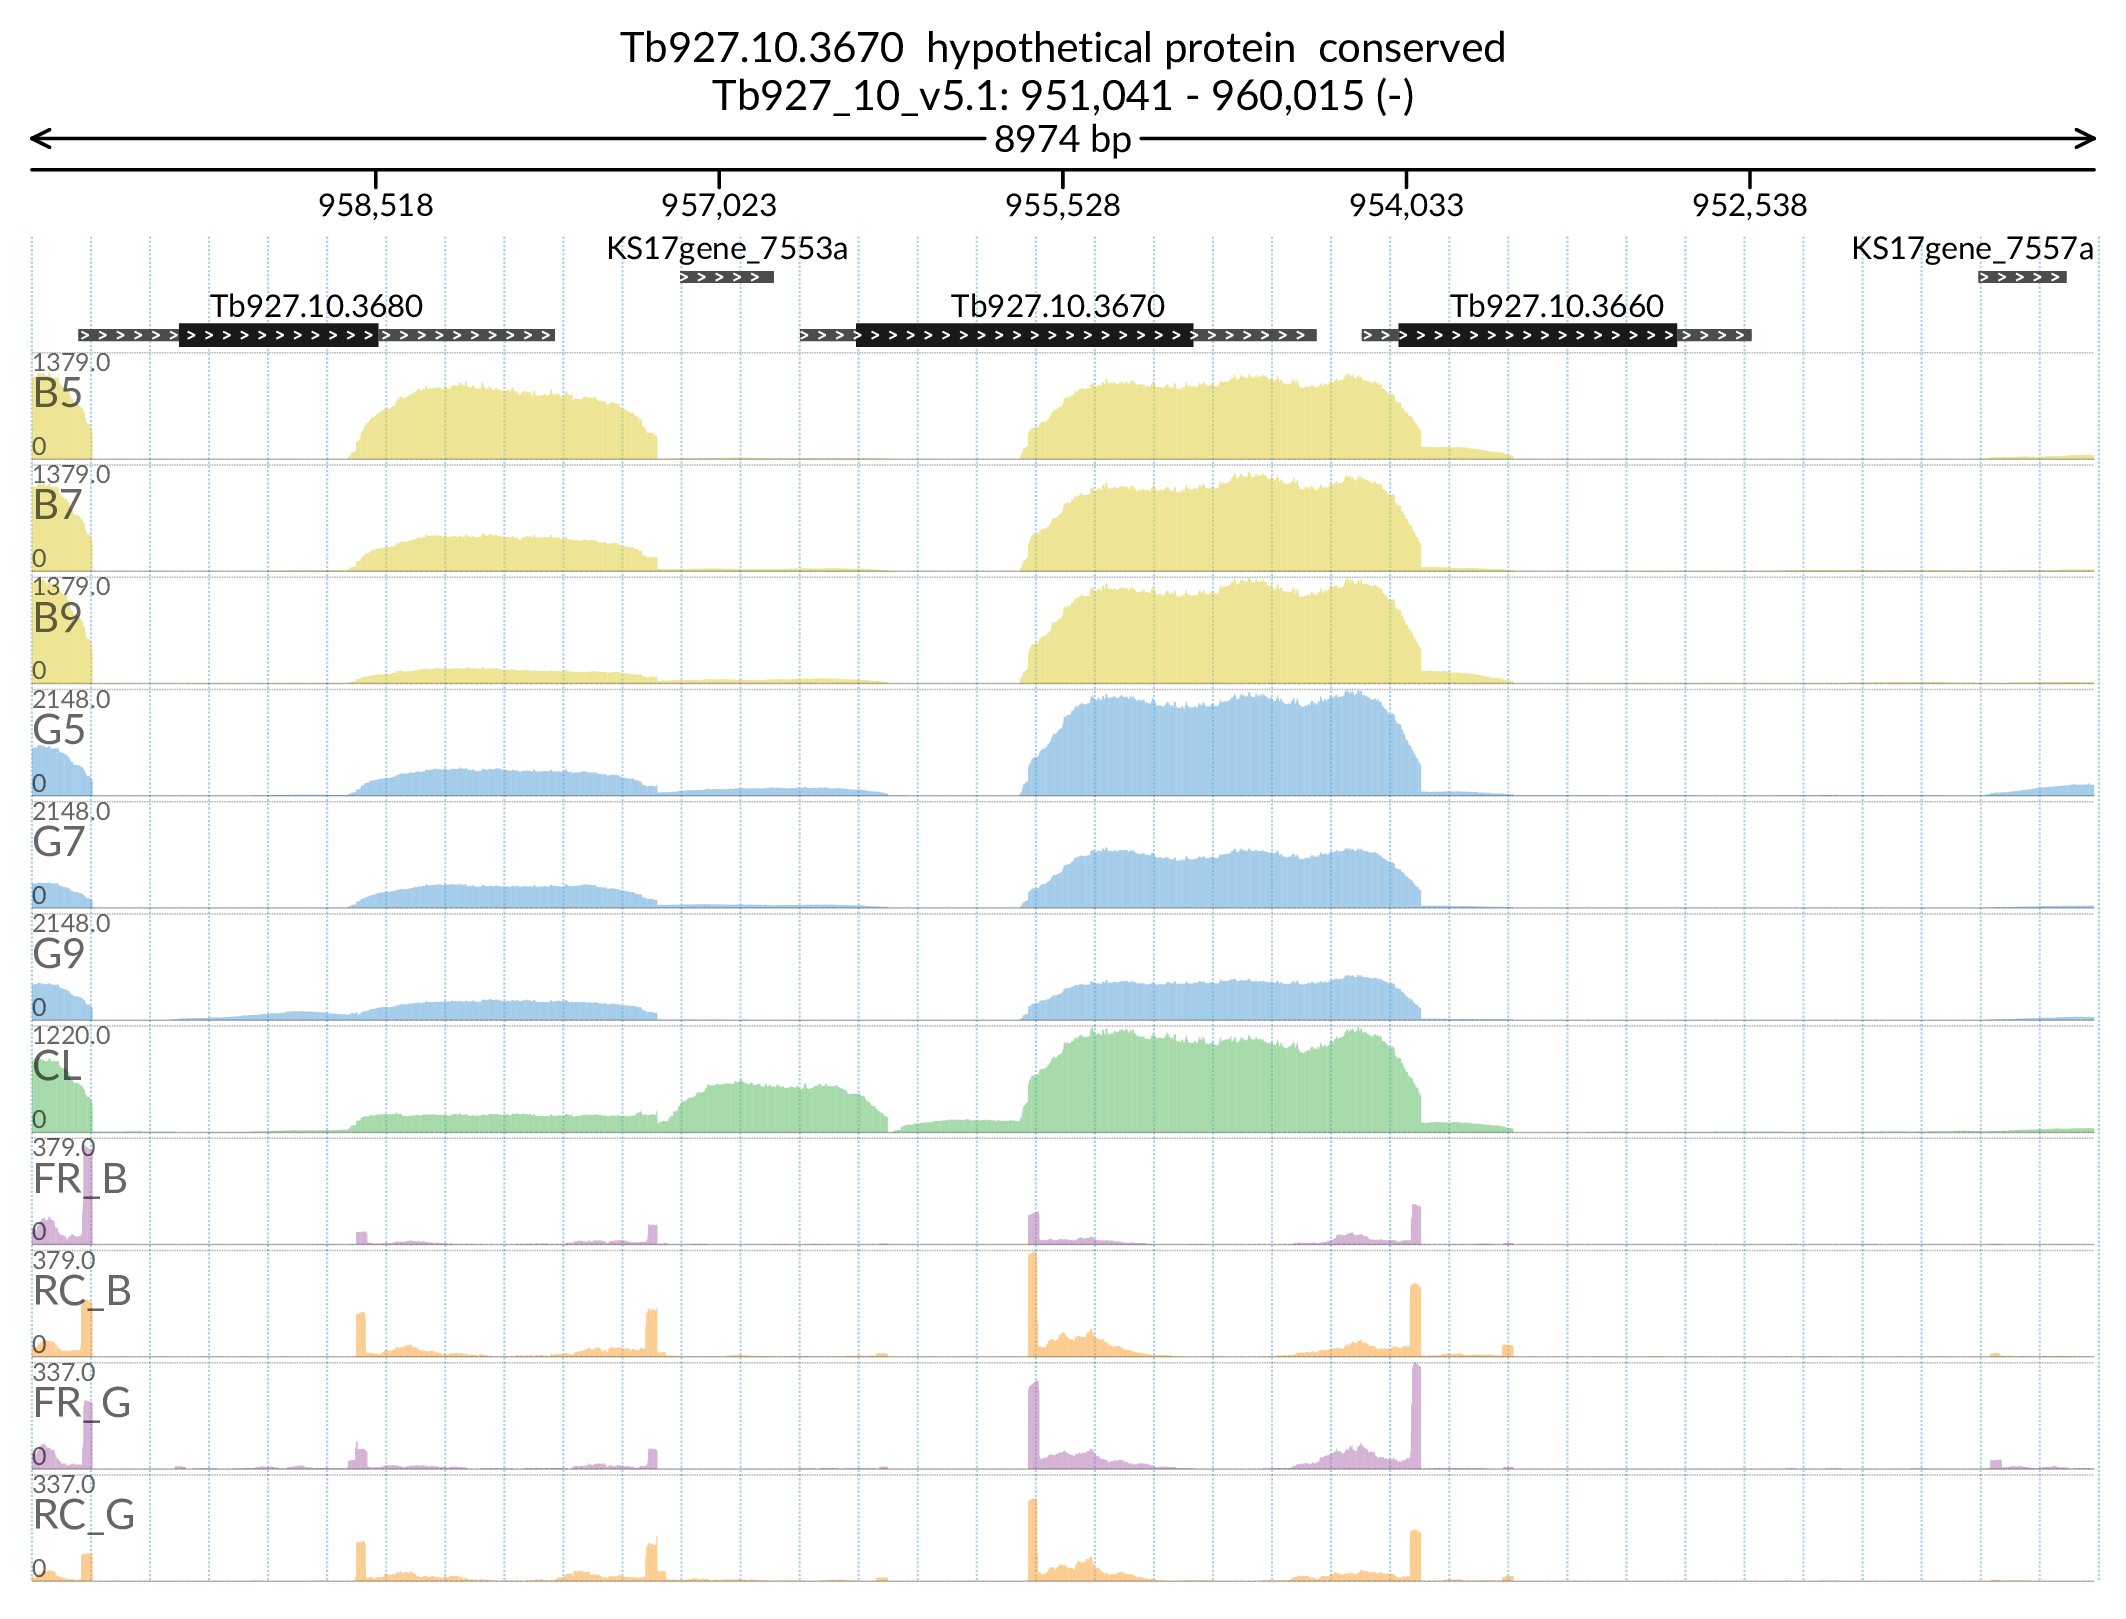 Tb927.10.3670  hypothetical protein  conserved
Tb927_10_v5.1: 951,041 - 960,015 (-)
8974 bp
958,518 957,023 955,528 954,033 952,538
KS17gene_7553a KS17gene_7557a
Tb927.10.3680 Tb927.10.3670 Tb927.10.3660
1379.0
B5
0
1379.0
B7
0
1379.0
B9
0
2148.0
G5
0
2148.0
G7
0
2148.0
G9
0
1220.0
CL
0
379.0
FR_B
0
379.0
RC_B
0
337.0
FR_G
0
337.0
RC_G
0